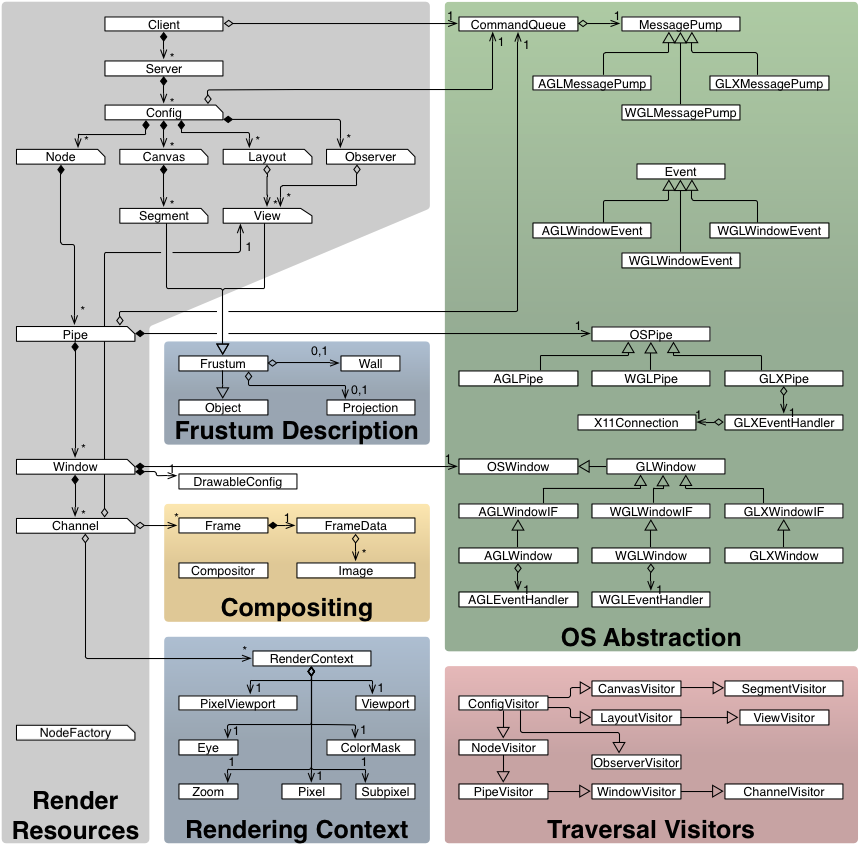 Client
1
CommandQueue
1
MessagePump
*
1
1
Server
AGLMessagePump
GLXMessagePump
*
Config
WGLMessagePump
*
*
*
*
Node
Canvas
Layout
Observer
Event
*
*
*
Segment
View
AGLWindowEvent
WGLWindowEvent
1
WGLWindowEvent
*
1
Pipe
OSPipe
0,1
Frustum
Wall
AGLPipe
WGLPipe
GLXPipe
0,1
1
Object
Projection
X11Connection
1
GLXEventHandler
Frustum Description
*
1
Window
OSWindow
GLWindow
1
DrawableConfig
*
AGLWindowIF
WGLWindowIF
GLXWindowIF
Channel
*
Frame
1
FrameData
*
AGLWindow
WGLWindow
GLXWindow
Compositor
Image
1
1
AGLEventHandler
WGLEventHandler
Compositing
OS Abstraction
*
RenderContext
1
1
PixelViewport
Viewport
1
1
Eye
ColorMask
1
1
1
Zoom
Pixel
Subpixel
Rendering Context
NodeFactory
Render
Resources
CanvasVisitor
SegmentVisitor
ConfigVisitor
LayoutVisitor
ViewVisitor
NodeVisitor
ObserverVisitor
PipeVisitor
WindowVisitor
ChannelVisitor
Traversal Visitors